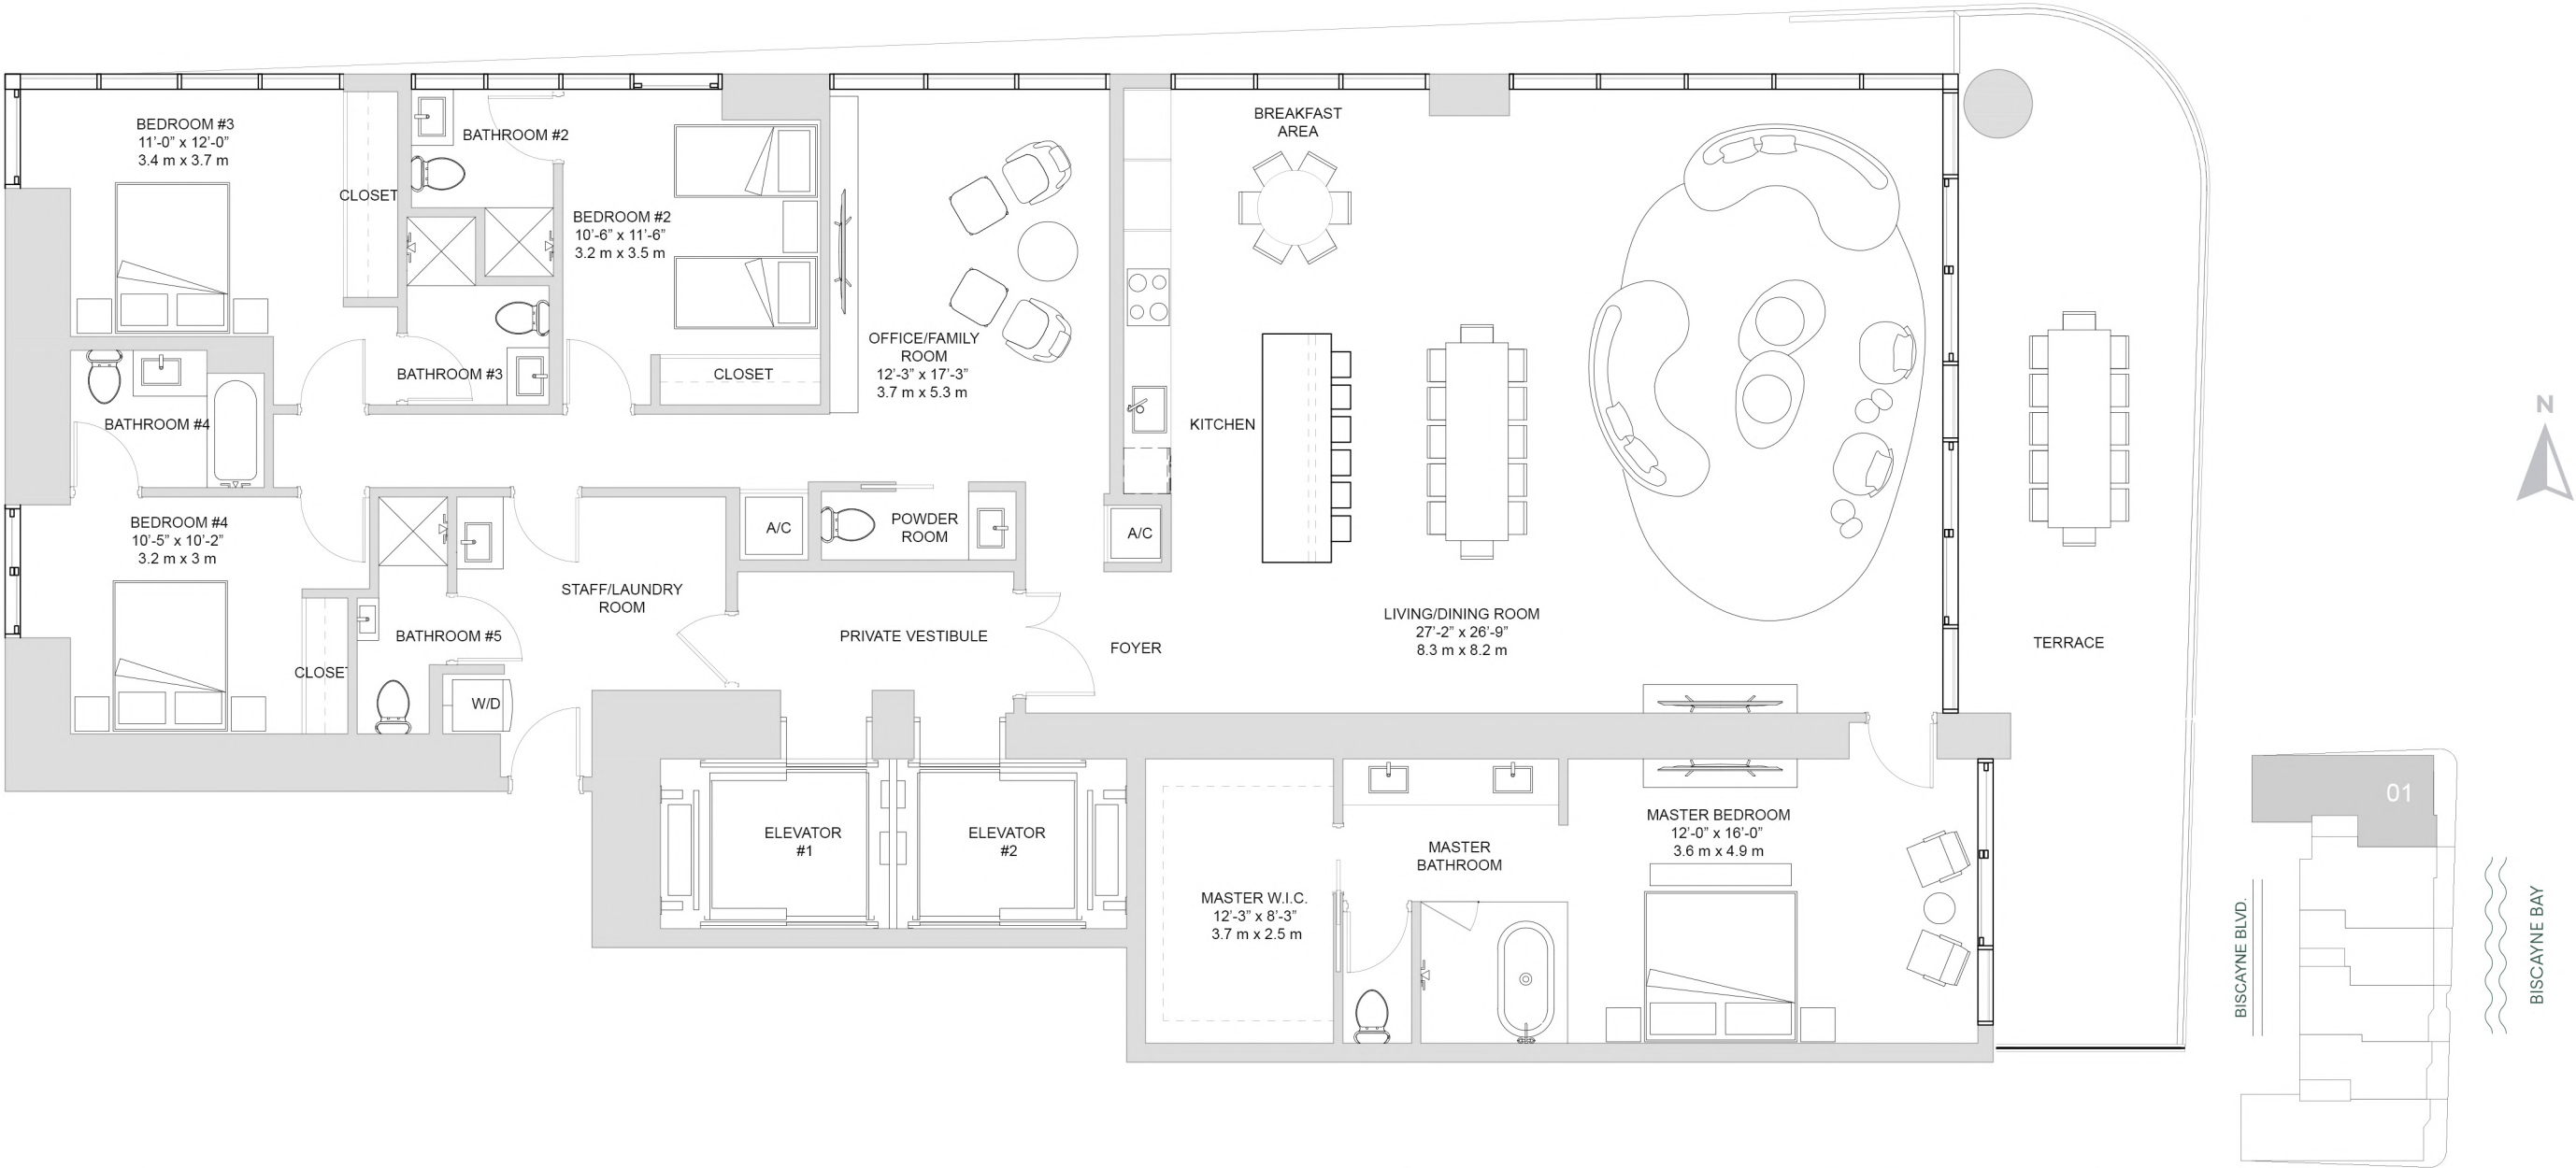 BEDROOM #3
11’-0” x 12’-0”
3.4 m x 3.7 m
CLOSET
BATHROOM #2
BEDROOM #2
10’-6” x 11’-6”
3.2 m x 3.5 m
CLOSET
BATHROOM #3
BATHROOM #4
OFFICE/FAMILY
ROOM
12’-3” x 17’-3”
3.7 m x 5.3 m
BREAKFAST
AREA
KITCHEN
BEDROOM #4
10’-5” x 10’-2”
3.2 m x 3 m
CLOSET
BATHROOM #5
W/D
STAFF/LAUNDRY
ROOM
A/C
POWDER
ROOM
A/C
PRIVATE VESTIBULE
FOYER
LIVING/DINING ROOM
27’-2” x 26’-9”
8.3 m x 8.2 m
TERRACE
ELEVATOR
#1
ELEVATOR
#2
MASTER W.I.C.
12’-3” x 8’-3”
3.7 m x 2.5 m
MASTER
BATHROOM
MASTER BEDROOM
12’-0” x 16’-0”
3.6 m x 4.9 m
N
01
BISCAYNE BLVD.
BISCAYNE BAY